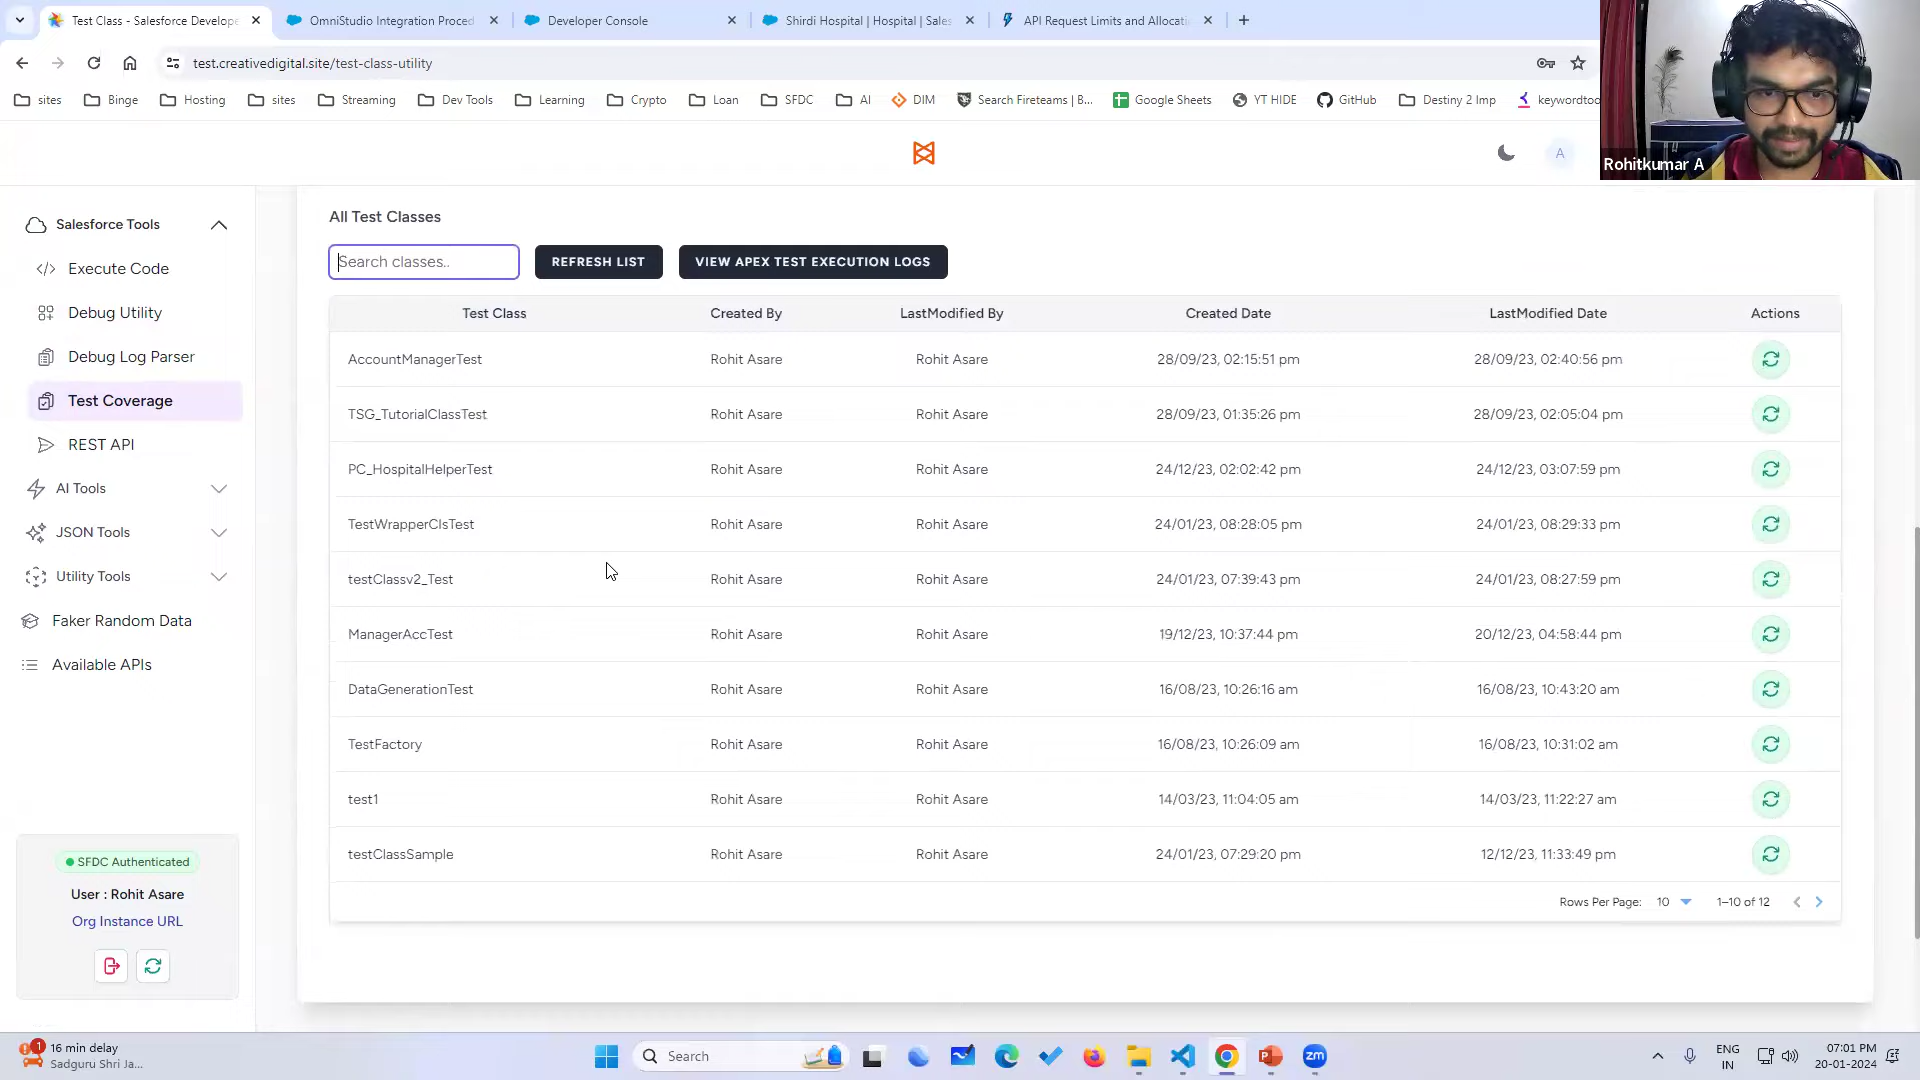 Test Class - Salesforce Develope
OmniStudio Integration Proced
Developer Console
Shirdi Hospital | Hospital | Sales
API Request Limits and Allocati
test.creativedigital.site/test-class-utility
sites
Binge
Hosting
sites
Streaming
Dev Tools
Learning
Crypto
Loan
SFDC
AI
DIM
Search Fireteams | B...
Google Sheets
YT HIDE
GitHub
Destiny 2 Imp
keywordtoo
A
Rohitkumar A
Salesforce Tools
Execute Code
Debug Utility
Debug Log Parser
Test Coverage
REST API
AI Tools
JSON Tools
Utility Tools
Faker Random Data
Available APIs
SFDC Authenticated
User : Rohit Asare
Org Instance URL
All Test Classes
Search classes..
REFRESH LIST
VIEW APEX TEST EXECUTION LOGS
Test Class Created By LastModified By Created Date LastModified Date Actions
AccountManagerTest Rohit Asare Rohit Asare 28/09/23, 02:15:51 pm 28/09/23, 02:40:56 pm
TSG_TutorialClassTest Rohit Asare Rohit Asare 28/09/23, 01:35:26 pm 28/09/23, 02:05:04 pm
PC_HospitalHelperTest Rohit Asare Rohit Asare 24/12/23, 02:02:42 pm 24/12/23, 03:07:59 pm
TestWrapperClsTest Rohit Asare Rohit Asare 24/01/23, 08:28:05 pm 24/01/23, 08:29:33 pm
testClassv2_Test Rohit Asare Rohit Asare 24/01/23, 07:39:43 pm 24/01/23, 08:27:59 pm
ManagerAccTest Rohit Asare Rohit Asare 19/12/23, 10:37:44 pm 20/12/23, 04:58:44 pm
DataGenerationTest Rohit Asare Rohit Asare 16/08/23, 10:26:16 am 16/08/23, 10:43:20 am
TestFactory Rohit Asare Rohit Asare 16/08/23, 10:26:09 am 16/08/23, 10:31:02 am
test1 Rohit Asare Rohit Asare 14/03/23, 11:04:05 am 14/03/23, 11:22:27 am
testClassSample Rohit Asare Rohit Asare 24/01/23, 07:29:20 pm 12/12/23, 11:33:49 pm
Rows Per Page: 10 1–10 of 12
1
16 min delay
Sadguru Shri Ja...
Search
zm
ENG
IN
07:01 PM
20-01-2024